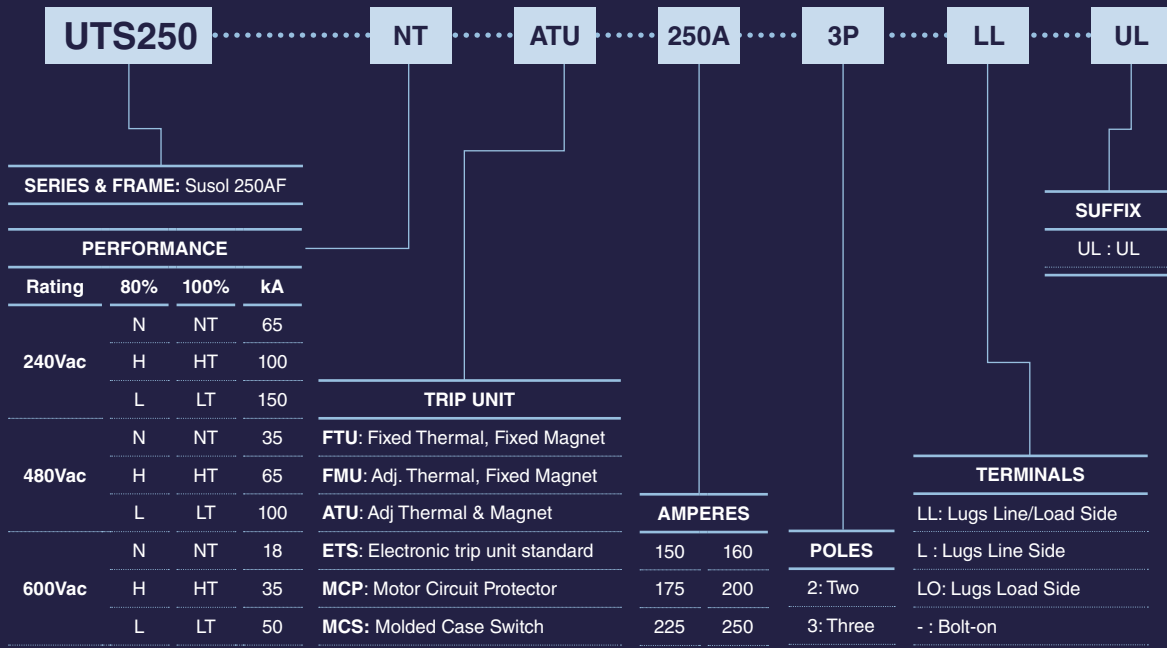 UTS250 NT ATU 250A 3P LL UL
SERIES & FRAME: Susol 250AF
PERFORMANCE
Rating 80% 100% kA
240Vac
N NT 65
H HT 100
L LT 150
480Vac
N NT 35
H HT 65
L LT 100
600Vac
N NT 18
H HT 35
L LT 50
TRIP UNIT
FTU: Fixed Thermal, Fixed Magnet
FMU: Adj. Thermal, Fixed Magnet
ATU: Adj Thermal & Magnet
ETS: Electronic trip unit standard
MCP: Motor Circuit Protector
MCS: Molded Case Switch
AMPERES
150 160
175 200
225 250
POLES
2: Two
3: Three
TERMINALS
LL: Lugs Line/Load Side
L : Lugs Line Side
LO: Lugs Load Side
- : Bolt-on
SUFFIX
UL : UL